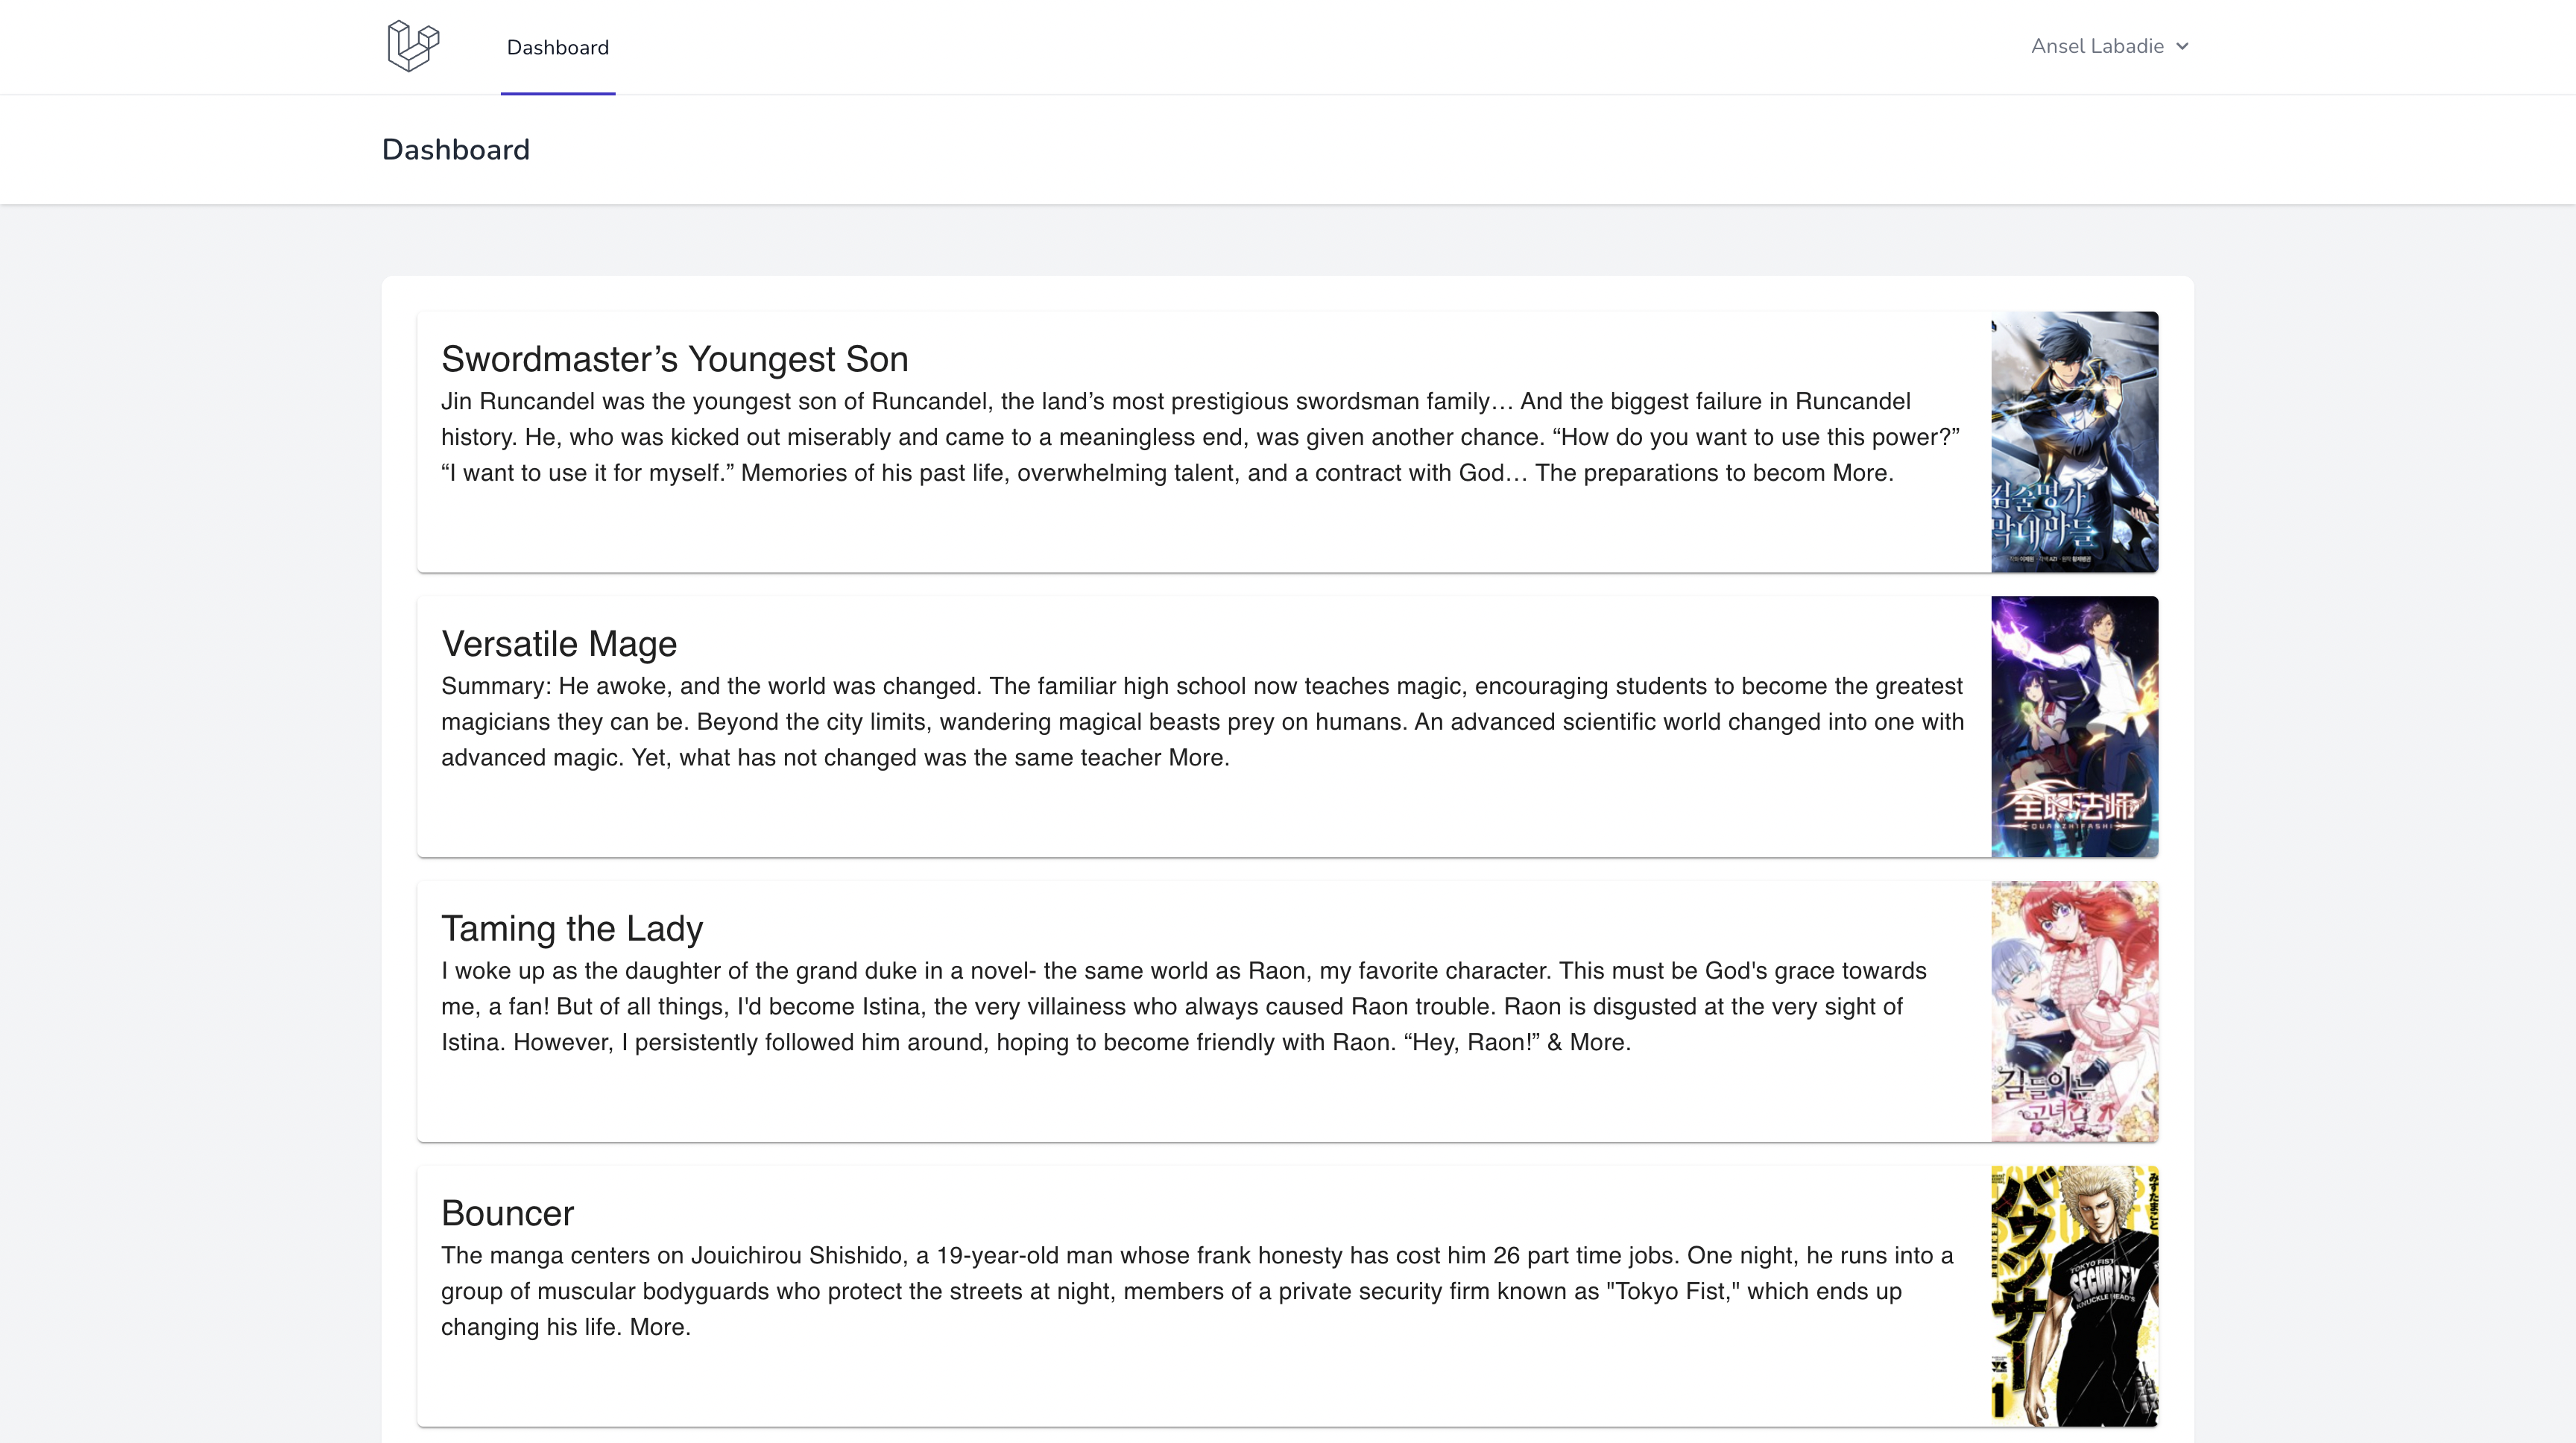 Dashboard
Ansel Labadie
Dashboard
Swordmaster’s Youngest Son
Jin Runcandel was the youngest son of Runcandel, the land’s most prestigious swordsman family… And the biggest failure in Runcandel
history. He, who was kicked out miserably and came to a meaningless end, was given another chance. “How do you want to use this power?”
“I want to use it for myself.” Memories of his past life, overwhelming talent, and a contract with God… The preparations to becom More.
검술명가
막내아들
Versatile Mage
Summary: He awoke, and the world was changed. The familiar high school now teaches magic, encouraging students to become the greatest
magicians they can be. Beyond the city limits, wandering magical beasts prey on humans. An advanced scientific world changed into one with
advanced magic. Yet, what has not changed was the same teacher More.
全职法师
QUANZHIFASHI
Taming the Lady
I woke up as the daughter of the grand duke in a novel- the same world as Raon, my favorite character. This must be God's grace towards
me, a fan! But of all things, I'd become Istina, the very villainess who always caused Raon trouble. Raon is disgusted at the very sight of
Istina. However, I persistently followed him around, hoping to become friendly with Raon. “Hey, Raon!” & More.
길들이는
공녀님
Bouncer
The manga centers on Jouichirou Shishido, a 19-year-old man whose frank honesty has cost him 26 part time jobs. One night, he runs into a
group of muscular bodyguards who protect the streets at night, members of a private security firm known as "Tokyo Fist," which ends up
changing his life. More.
バウンサー
みずたまこと
TOKYO FIST
SECURITY
KNUCKLE HEAD'S
1